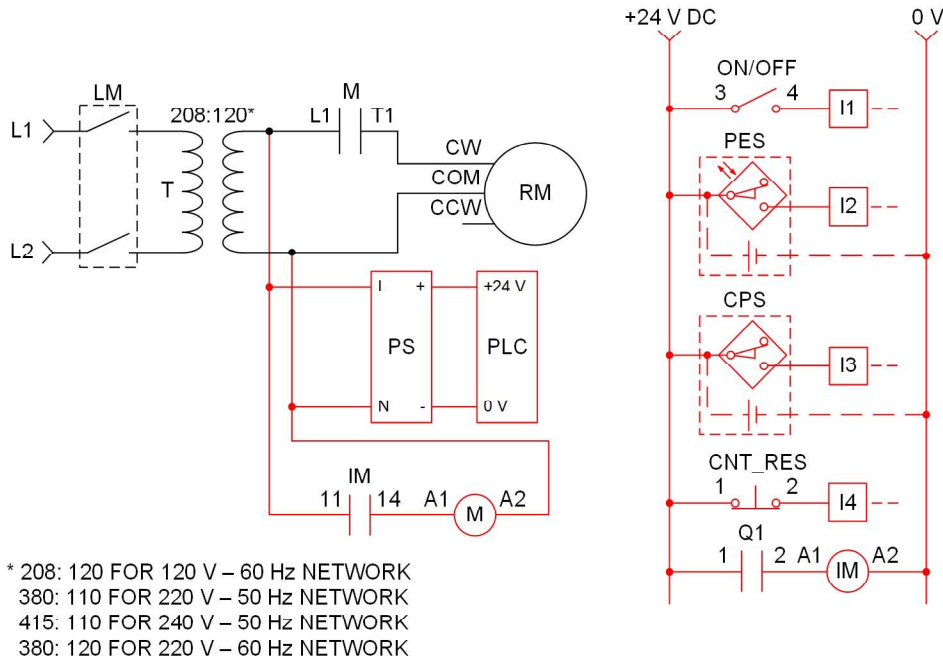 +24 V DC 0 V
LM
208:120*
M
L1 T1
L1
L2
T
CW
COM
CCW
RM
I +
+24 V
PS
PLC
N -
0 V
IM
11 14 A1 M A2
ON/OFF
3 4
I1
PES
I2
CPS
I3
CNT_RES
1 2
I4
Q1
1 2 A1 IM A2
* 208: 120 FOR 120 V – 60 Hz NETWORK
380: 110 FOR 220 V – 50 Hz NETWORK
415: 110 FOR 240 V – 50 Hz NETWORK
380: 120 FOR 220 V – 60 Hz NETWORK